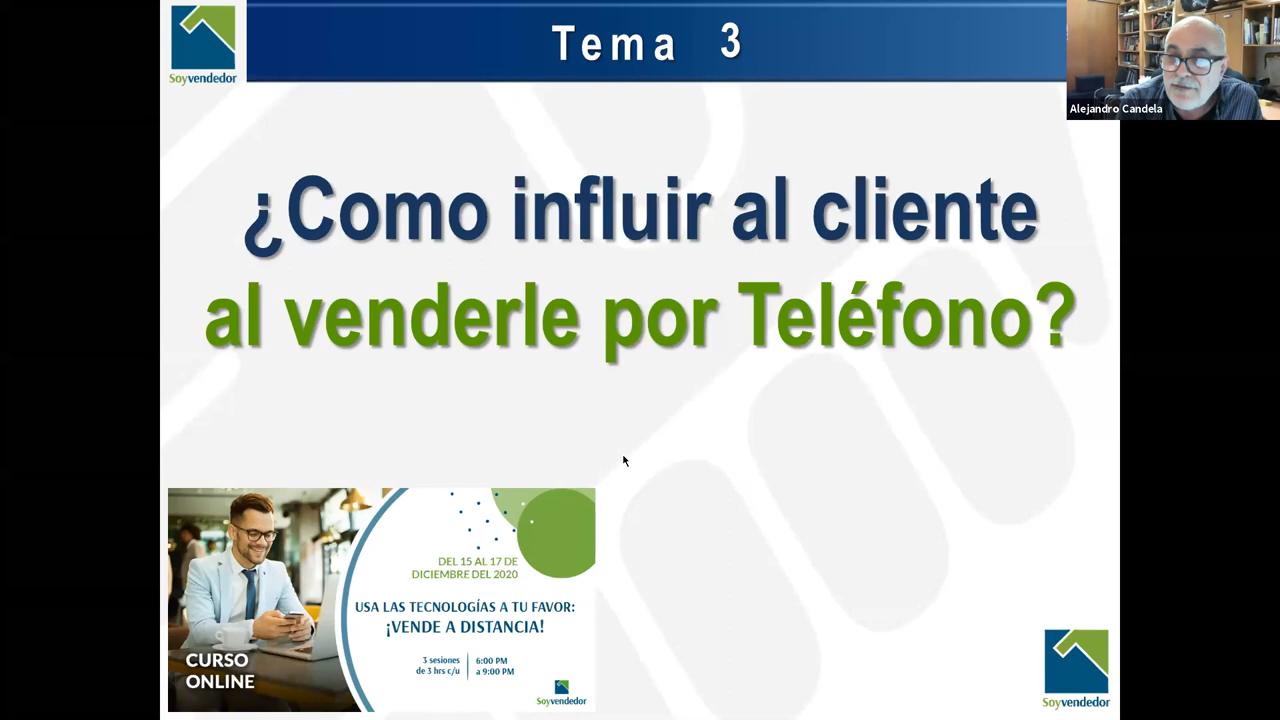 Soyvendedor
Tema 3
Alejandro Candela
¿Como influir al cliente
al venderle por Teléfono?
DEL 15 AL 17 DE
DICIEMBRE DEL 2020
USA LAS TECNOLOGÍAS A TU FAVOR:
¡VENDE A DISTANCIA!
3 sesiones
de 3 hrs c/u
6:00 PM
a 9:00 PM
CURSO
ONLINE
Soyvendedor
Soyvendedor